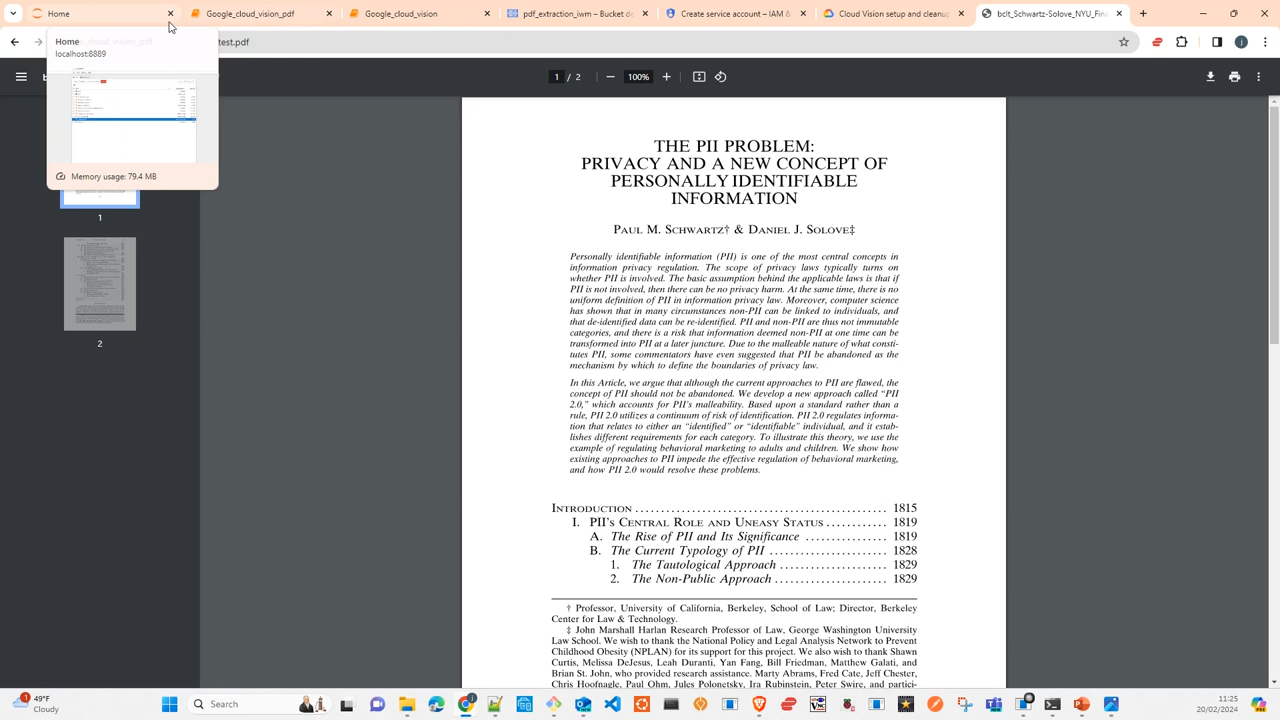 Google_cloud_vision_pdf
Google_cloud_vision
pdf_extraction_iwm – Bucket de
Create service account – IAM &
Cloud Vision setup and cleanup
bclt_Schwartz-Solove_NYU_Fina
Home
localhost:8889
test.pdf
1 / 2
100%
Memory usage: 79.4 MB
1
2
THE PII PROBLEM:
PRIVACY AND A NEW CONCEPT OF
PERSONALLY IDENTIFIABLE
INFORMATION
PAUL M. SCHWARTZ† & DANIEL J. SOLOVE‡
Personally identifiable information (PII) is one of the most central concepts in
information privacy regulation. The scope of privacy laws typically turns on
whether PII is involved. The basic assumption behind the applicable laws is that if
PII is not involved, then there can be no privacy harm. At the same time, there is no
uniform definition of PII in information privacy law. Moreover, computer science
has shown that in many circumstances non-PII can be linked to individuals, and
that de-identified data can be re-identified. PII and non-PII are thus not immutable
categories, and there is a risk that information deemed non-PII at one time can be
transformed into PII at a later juncture. Due to the malleable nature of what consti-
tutes PII, some commentators have even suggested that PII be abandoned as the
mechanism by which to define the boundaries of privacy law.
In this Article, we argue that although the current approaches to PII are flawed, the
concept of PII should not be abandoned. We develop a new approach called “PII
2.0,” which accounts for PII’s malleability. Based upon a standard rather than a
rule, PII 2.0 utilizes a continuum of risk of identification. PII 2.0 regulates informa-
tion that relates to either an “identified” or “identifiable” individual, and it estab-
lishes different requirements for each category. To illustrate this theory, we use the
example of regulating behavioral marketing to adults and children. We show how
existing approaches to PII impede the effective regulation of behavioral marketing,
and how PII 2.0 would resolve these problems.
INTRODUCTION .................................................. 1815
I. PII’S CENTRAL ROLE AND UNEASY STATUS ............ 1819
A. The Rise of PII and Its Significance ................ 1819
B. The Current Typology of PII ....................... 1828
1. The Tautological Approach ..................... 1829
2. The Non-Public Approach ...................... 1829
† Professor, University of California, Berkeley, School of Law; Director, Berkeley
Center for Law & Technology.
‡ John Marshall Harlan Research Professor of Law, George Washington University
Law School. We wish to thank the National Policy and Legal Analysis Network to Prevent
Childhood Obesity (NPLAN) for its support for this project. We also wish to thank Shawn
Curtis, Melissa DeJesus, Leah Duranti, Yan Fang, Bill Friedman, Matthew Galati, and
Brian St. John, who provided research assistance. Marty Abrams, Fred Cate, Jeff Chester,
Chris Hoofnagle, Paul Ohm, Jules Polonetsky, Ira Rubinstein, Peter Swire, and partici-
1
49°F
Cloudy
Search
11:25
20/02/2024